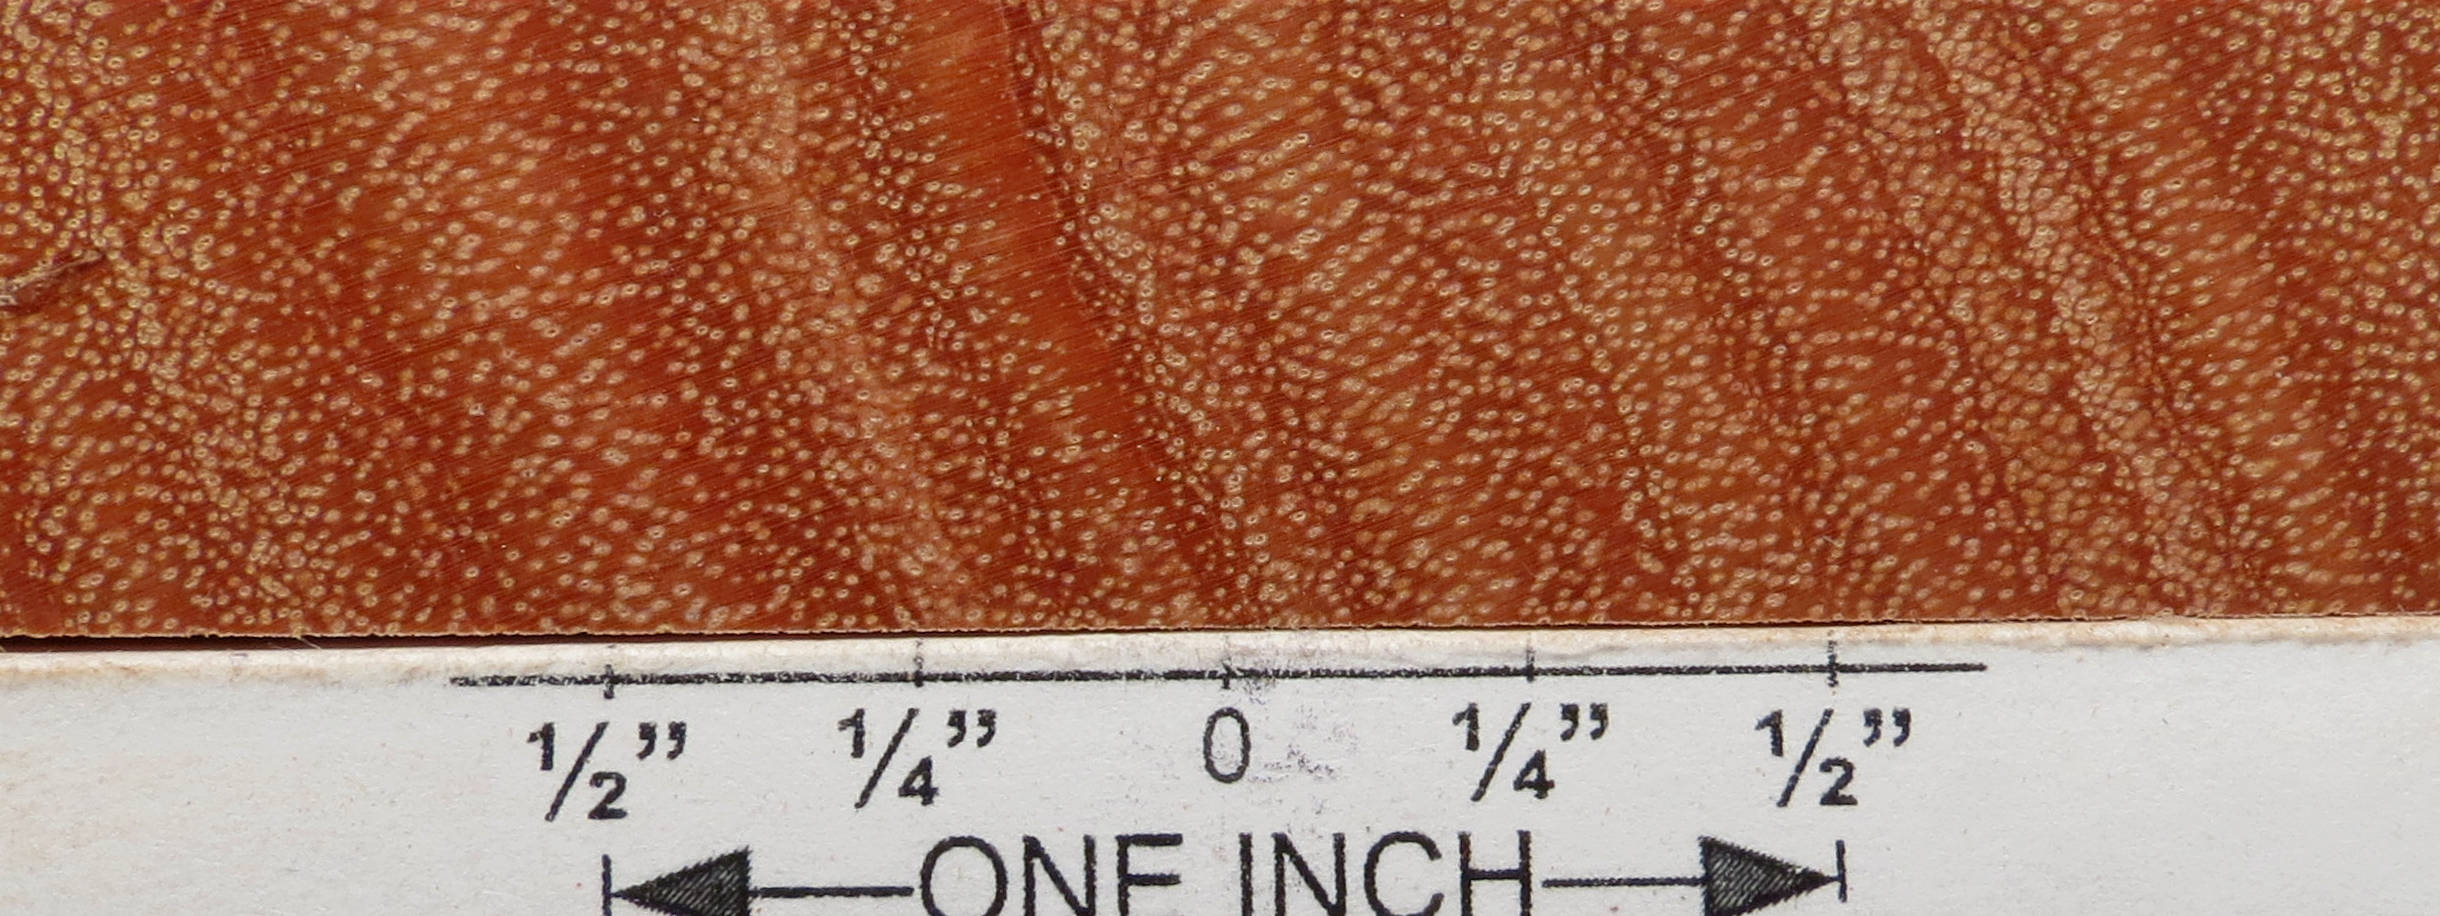 1/2” 1/4” 0 1/4” 1/2”
ONE INCH